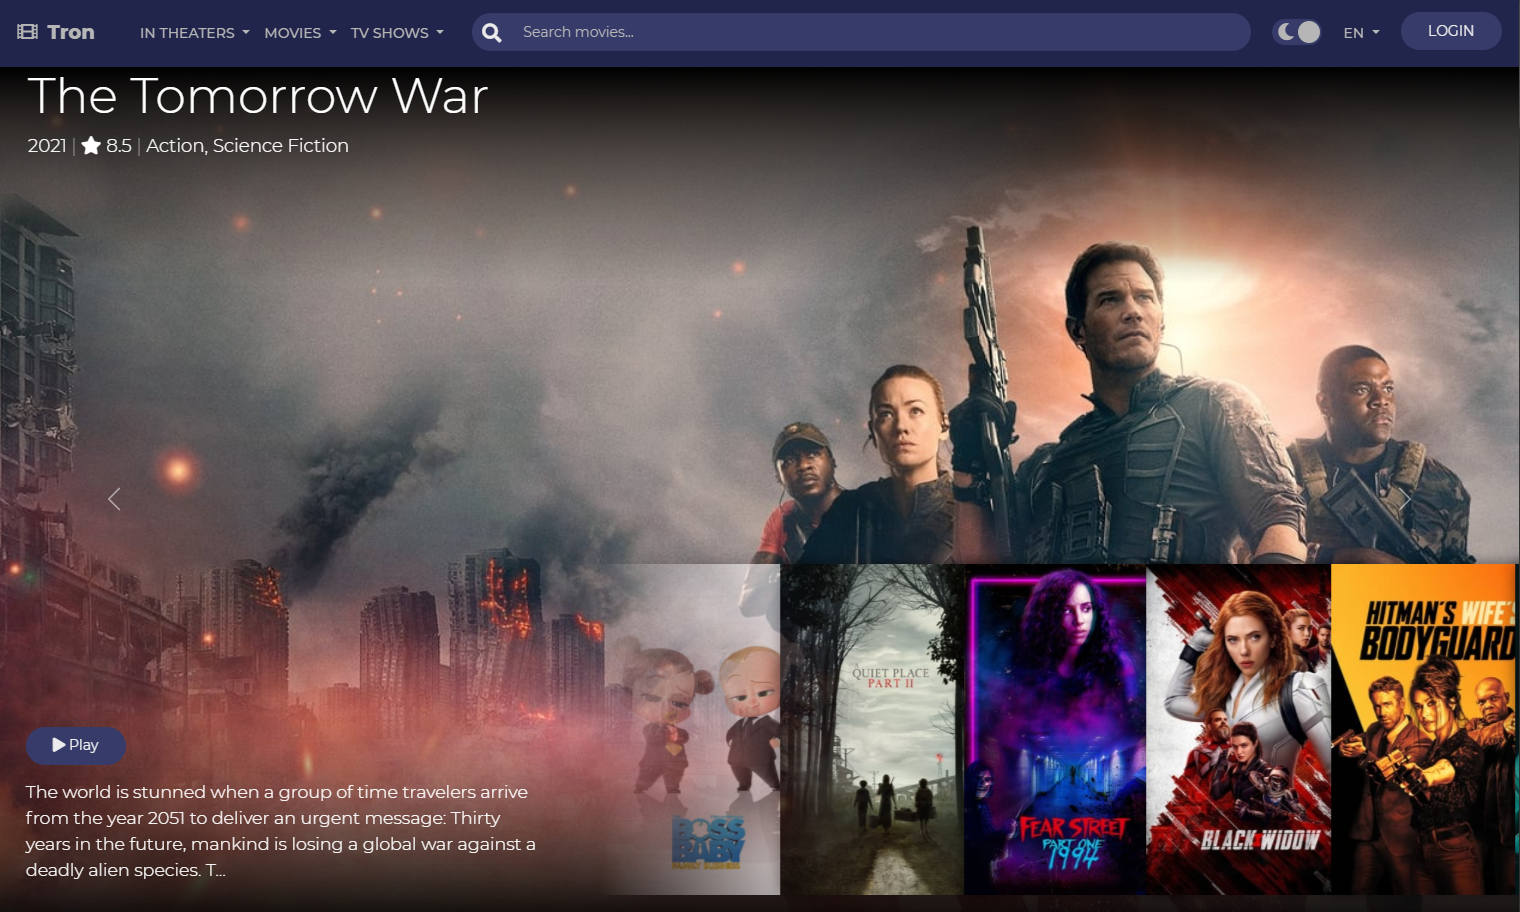 Tron
IN THEATERS
MOVIES
TV SHOWS
Search movies...
EN
LOGIN
The Tomorrow War
2021 | 8.5 | Action, Science Fiction
Play
The world is stunned when a group of time travelers arrive
from the year 2051 to deliver an urgent message: Thirty
years in the future, mankind is losing a global war against a
deadly alien species. T...
BOSS
BABY
A
QUIET PLACE
PART II
FEAR STREET
PART ONE
1994
BLACK WIDOW
HITMAN'S WIFE'S
BODYGUARD